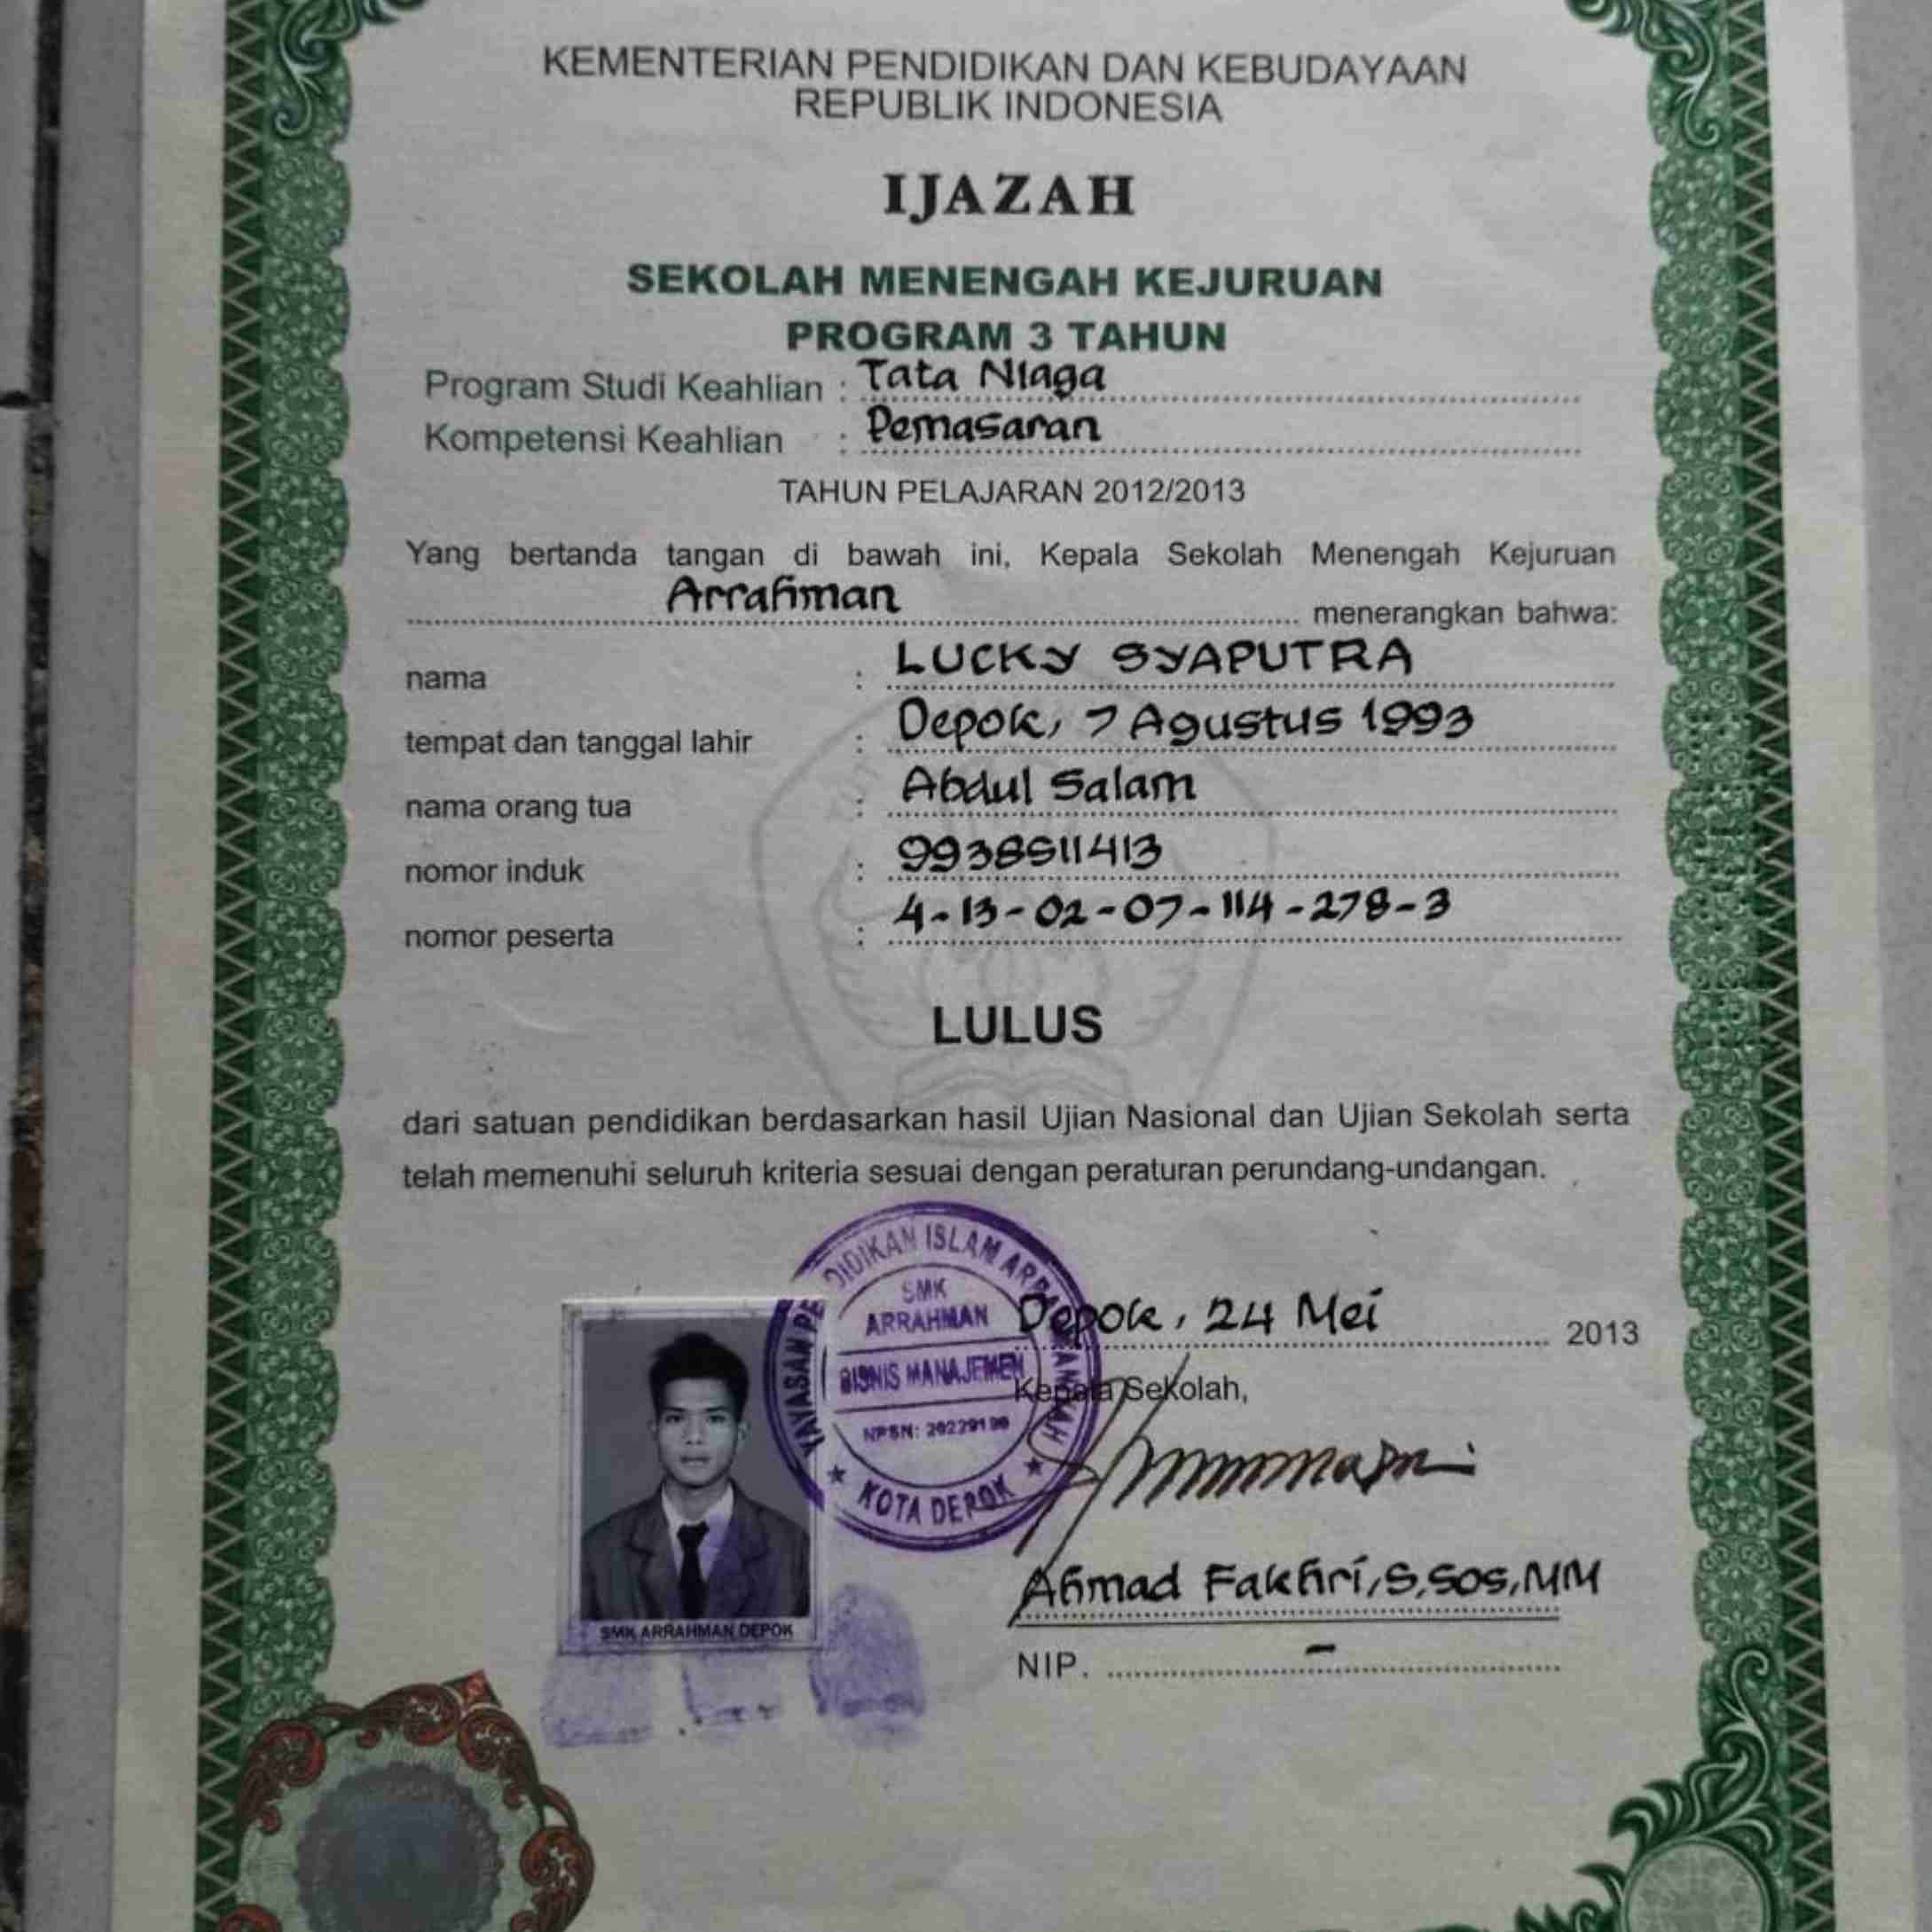 KEMENTERIAN PENDIDIKAN DAN KEBUDAYAAN
REPUBLIK INDONESIA
IJAZAH
SEKOLAH MENENGAH KEJURUAN
PROGRAM 3 TAHUN
Program Studi Keahlian : Tata Niaga
Kompetensi Keahlian : Pemasaran
TAHUN PELAJARAN 2012/2013
Yang bertanda tangan di bawah ini, Kepala Sekolah Menengah Kejuruan
Arrahman menerangkan bahwa:
nama : LUCKY SYAPUTRA
tempat dan tanggal lahir : Depok, 7 Agustus 1993
nama orang tua : Abdul Salam
nomor induk : 9938511413
nomor peserta : 4-13-02-07-114-278-3
LULUS
dari satuan pendidikan berdasarkan hasil Ujian Nasional dan Ujian Sekolah serta
telah memenuhi seluruh kriteria sesuai dengan peraturan perundang-undangan.
SMK
ARRAHMAN
BISNIS MANAJEMEN
KOTA DEPOK
Depok, 24 Mei 2013
Kepala Sekolah,
Ahmad Fakhri, S,Sos, MM
NIP. -
SMK ARRAHMAN DEPOK